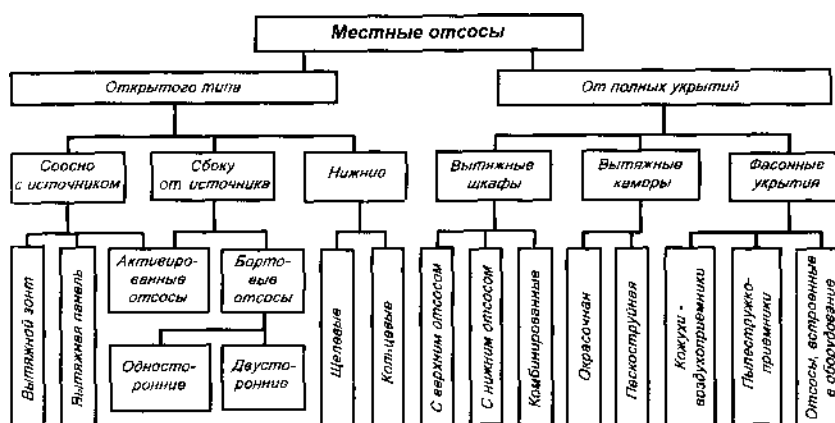 Местные отсосы
Открытого типа
От полных укрытий
Соосно
с источником
Сбоку
от источника
Нижнио
Вытяжные
шкафы
Вытяжные
камеры
Фасонные
укрытия
Вытяжной зонт
Вытяжная панель
Активиро-
ванные
отсосы
Борто-
вые
отсосы
Односто-
ронние
Двусто-
ронние
Щелевые
Колнцевые
С верхним отсосом
С нижним отсосом
Комбинированные
Окрасочная
Пескоструйная
Кожухи -
воздухоприемники
Пылестружко-
приемники
Отсосы, встроенные
в оборудование